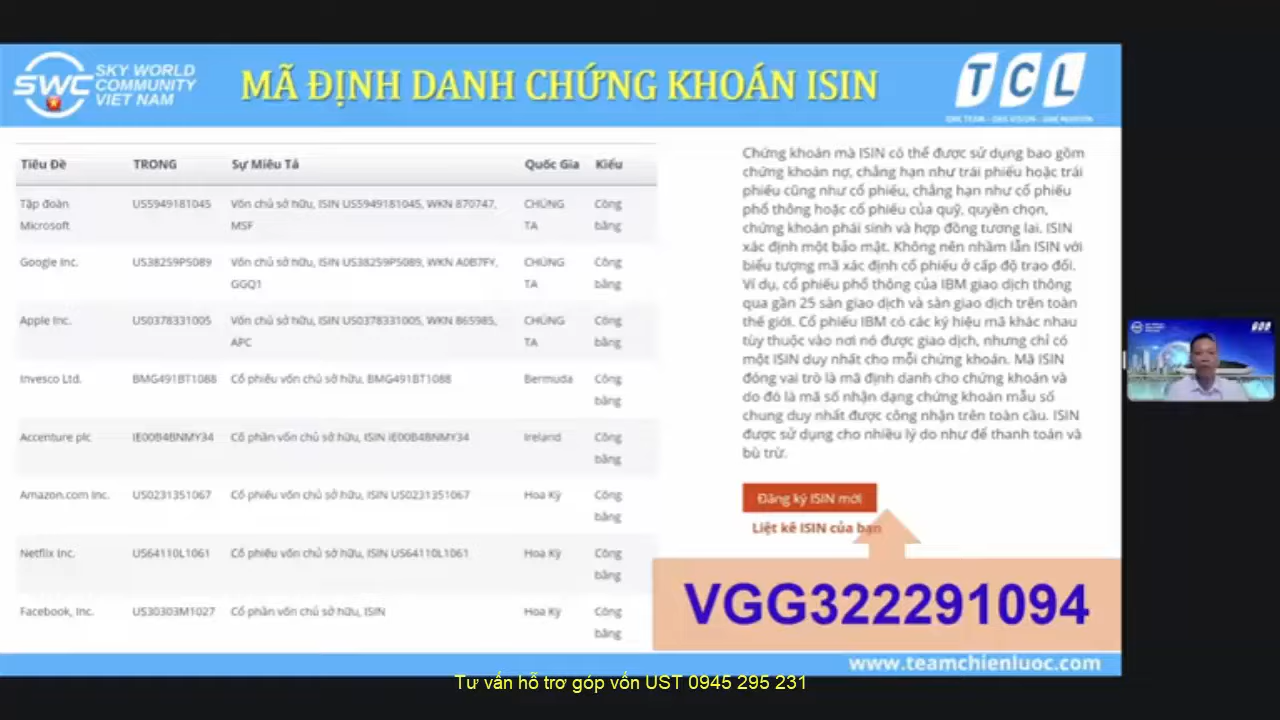 SWC SKY WORLD COMMUNITY VIET NAM
MÃ ĐỊNH DANH CHỨNG KHOÁN ISIN
TCL
Tiêu Đề TRONG Sự Miêu Tả Quốc Gia Kiểu
Tập đoàn US5949181045 Vốn chủ sở hữu, ISIN US5949181045, WKN 870747, CHÚNG Công
Microsoft MSF TA bằng
Google Inc. US38259P5089 Vốn chủ sở hữu, ISIN US38259P5089, WKN A0B7FY, CHÚNG Công
GGQ1 TA bằng
Apple Inc. US0378331005 Vốn chủ sở hữu, ISIN US0378331005, WKN 865985, CHÚNG Công
APC TA bằng
Invesco Ltd. BMG491BT1088 Cổ phiếu vốn chủ sở hữu, BMG491BT1088 Bermuda Công
bằng
Accenture plc IE00B4BNMY34 Cổ phần vốn chủ sở hữu, ISIN IE00B4BNMY34 Ireland Công
bằng
Amazon.com Inc. US0231351067 Cổ phiếu vốn chủ sở hữu, ISIN US0231351067 Hoa Kỳ Công
bằng
Netflix Inc. US64110L1061 Cổ phiếu vốn chủ sở hữu, ISIN US64110L1061 Hoa Kỳ Công
bằng
Facebook, Inc. US30303M1027 Cổ phần vốn chủ sở hữu, ISIN Hoa Kỳ Công
bằng
Chứng khoán mà ISIN có thể được sử dụng bao gồm
chứng khoán nợ, chẳng hạn như trái phiếu hoặc trái
phiếu cũng như cổ phiếu, chẳng hạn như cổ phiếu
phổ thông hoặc cổ phiếu của quỹ, quyền chọn,
chứng khoán phái sinh và hợp đồng tương lai. ISIN
xác định một bảo mật. Không nên nhầm lẫn ISIN với
biểu tượng mã xác định cổ phiếu ở cấp độ trao đổi.
Ví dụ, cổ phiếu phổ thông của IBM giao dịch thông
qua gần 25 sàn giao dịch và sàn giao dịch trên toàn
thế giới. Cổ phiếu IBM có các ký hiệu mã khác nhau
tùy thuộc vào nơi nó được giao dịch, nhưng chỉ có
một ISIN duy nhất cho mỗi chứng khoán. Mã ISIN
đóng vai trò là mã định danh cho chứng khoán và
do đó là mã số nhận dạng chứng khoán mẫu số
chung duy nhất được công nhận trên toàn cầu. ISIN
được sử dụng cho nhiều lý do như để thanh toán và
bù trừ.
Đăng ký ISIN mới
Liệt kê ISIN của bạn
VGG322291094
www.teamchienluoc.com
Tư vấn hỗ trơ góp vốn UST 0945 295 231